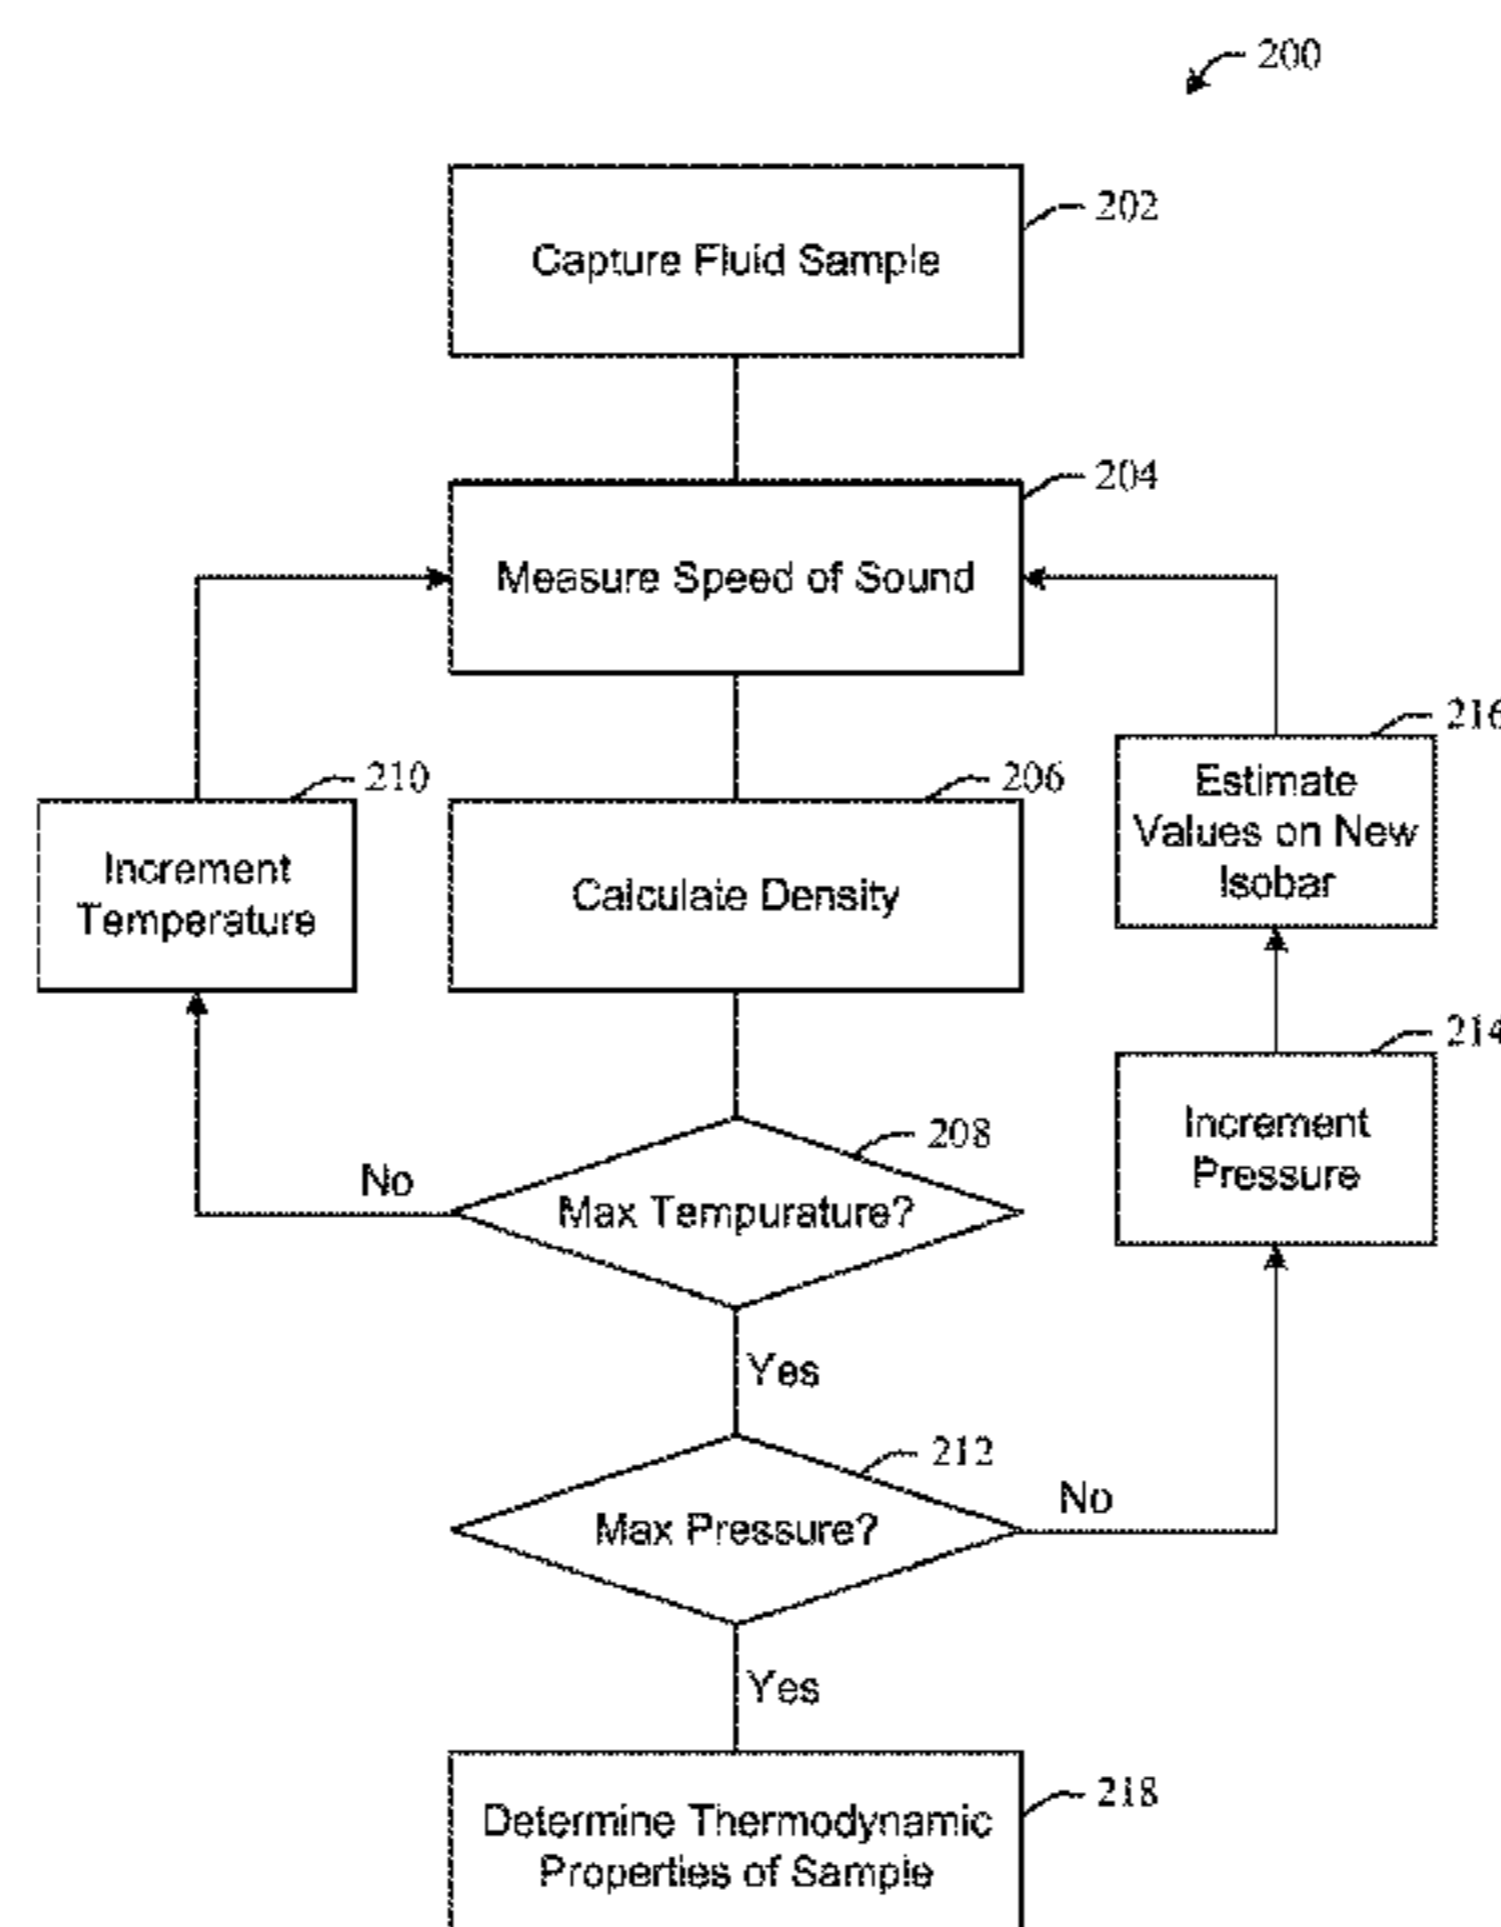 200
202
Capture Fluid Sample
204
Measure Speed of Sound
216
Estimate
Values on New
Isobar
210
Increment
Temperature
206
Calculate Density
214
Increment
Pressure
208
Max Tempurature?
No
Yes
212
Max Pressure?
No
Yes
218
Determine Thermodynamic
Properties of Sample